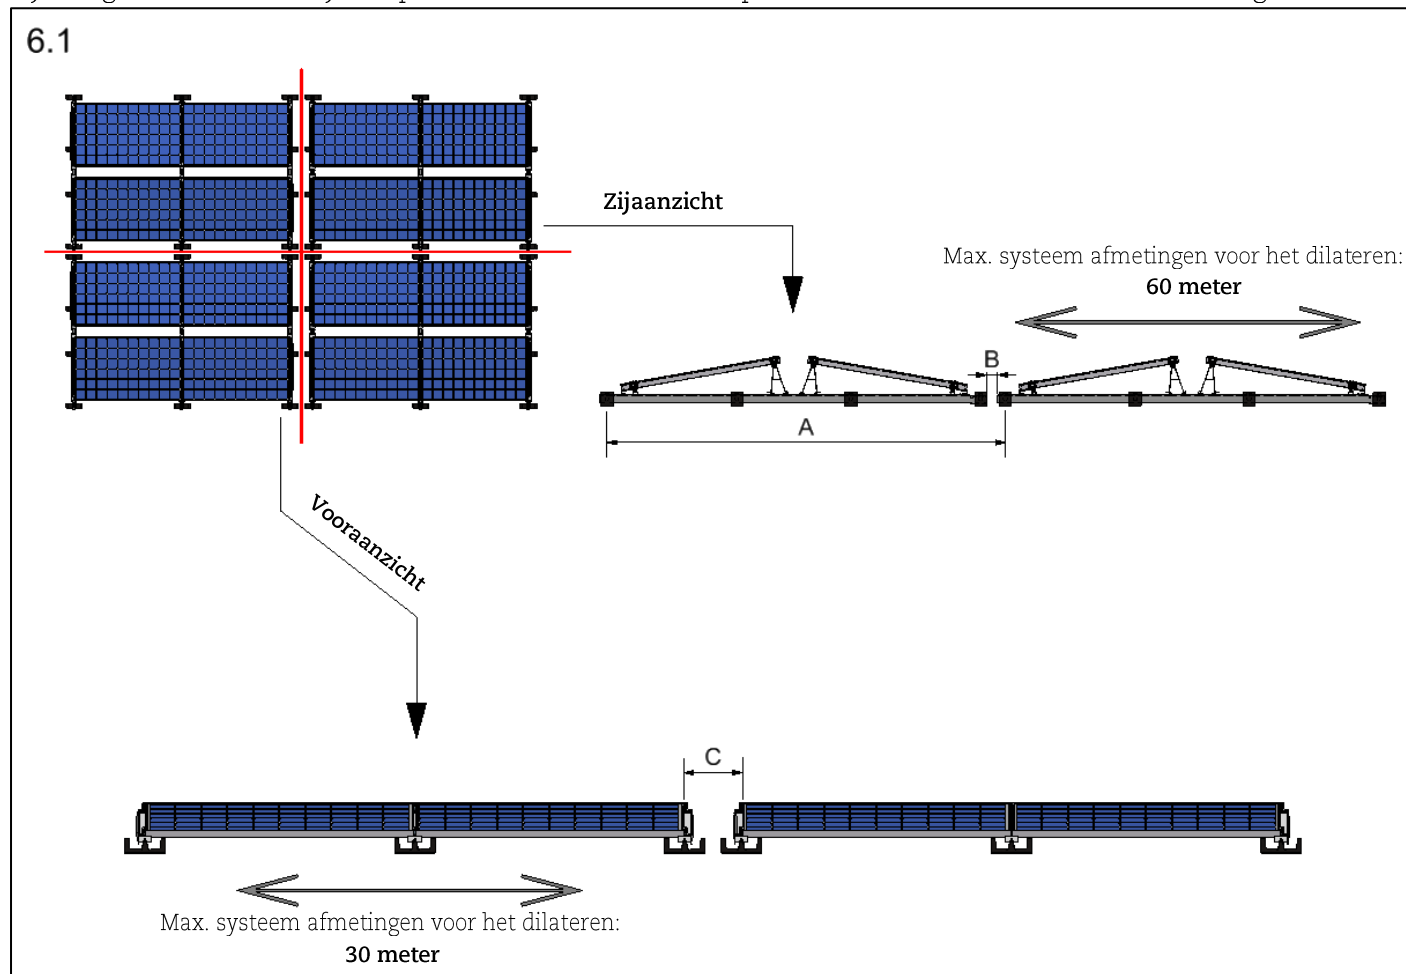 6.1
Zijaanzicht
Max. systeem afmetingen voor het dilateren:
60 meter
B
A
Vooraanzicht
C
Max. systeem afmetingen voor het dilateren:
30 meter